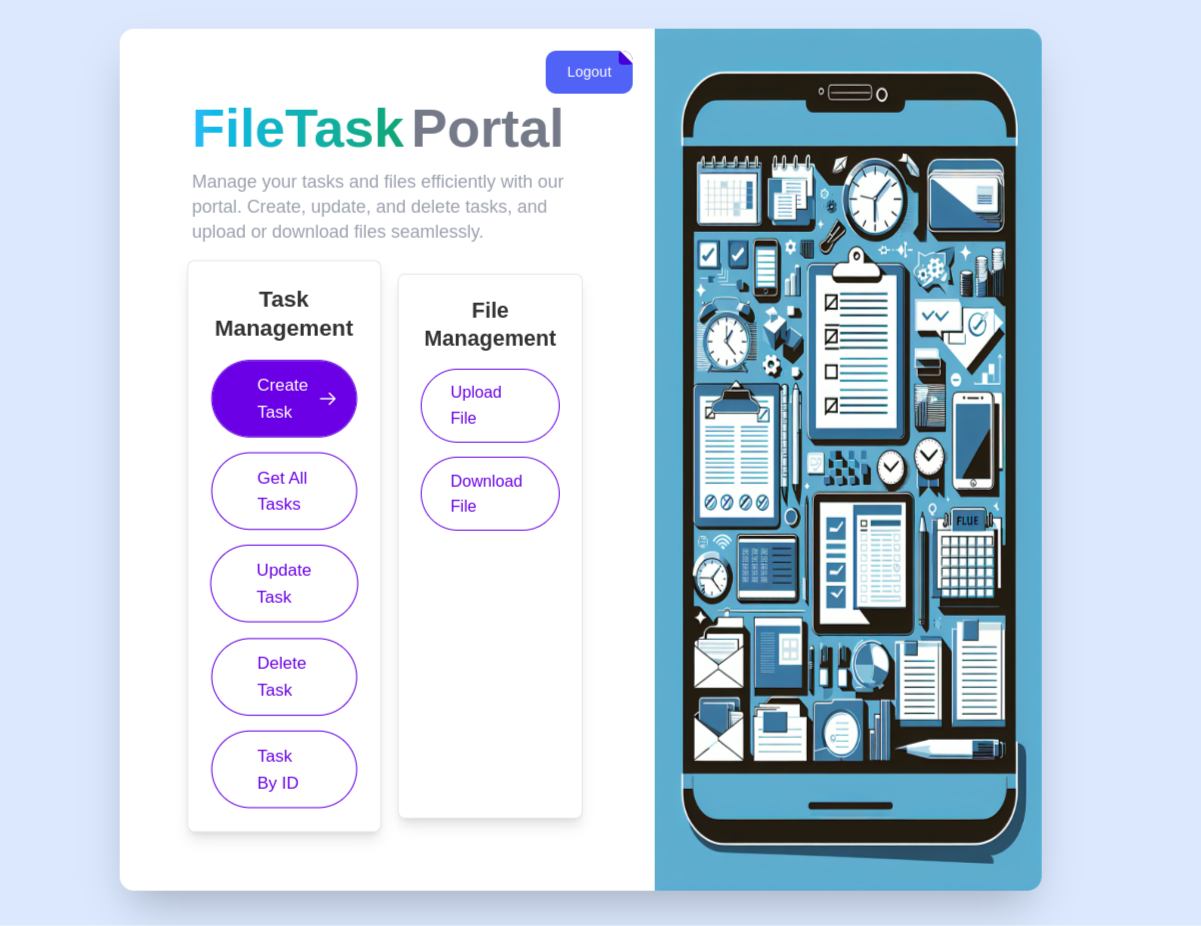 Logout
FileTask Portal
Manage your tasks and files efficiently with our
portal. Create, update, and delete tasks, and
upload or download files seamlessly.
Task
Management
Create
Task
Get All
Tasks
Update
Task
Delete
Task
Task
By ID
File
Management
Upload
File
Download
File
FLUE